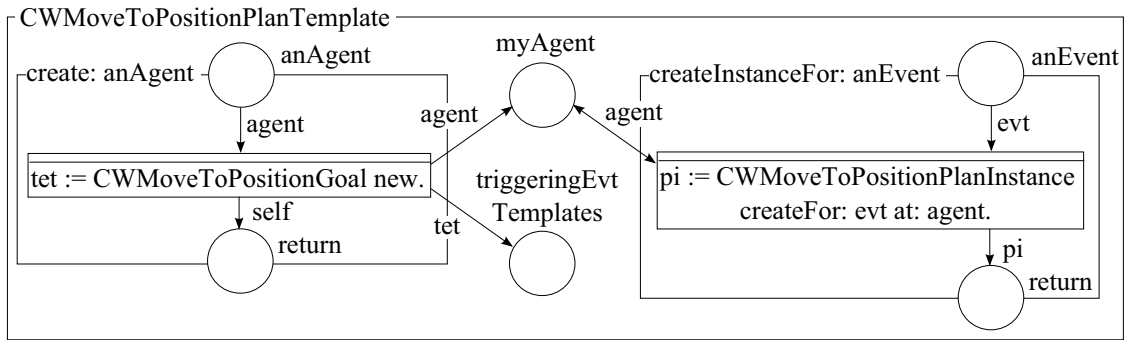 CWMoveToPositionPlanTemplate
create: anAgent
anAgent
agent
tet := CWMoveToPositionGoal new.
self
return
myAgent
agent
agent
triggeringEvt
Templates
tet
createInstanceFor: anEvent
anEvent
evt
pi := CWMoveToPositionPlanInstance
createFor: evt at: agent.
pi
return